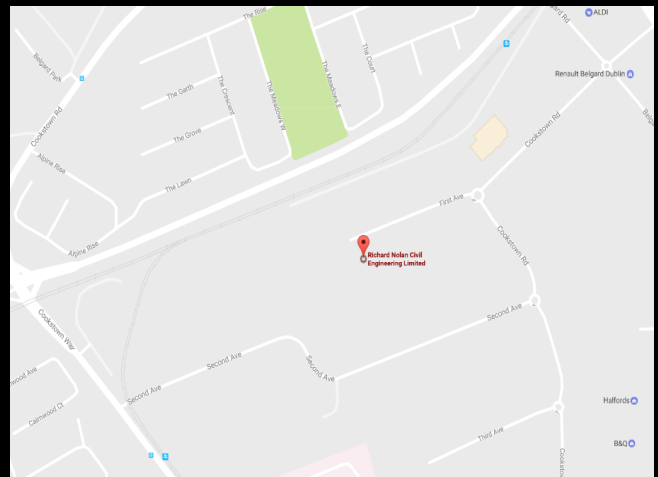 The Rise
ALDI
Belgard Rd
Belgard Park
The Garth
The Crescent
The Meadows W
The Meadows E
The Court
Renault Belgard Dublin
Cookstown Rd
The Grove
Cookstown Rd
Alpine Rise
The Lawn
First Ave
Cookstown Rd
Alpine Rise
Richard Nolan Civil
Engineering Limited
Cookstown Way
Second Ave
Second Ave
Second Ave
Second Ave
Cairnwood Ct
Halfords
Third Ave
B&Q